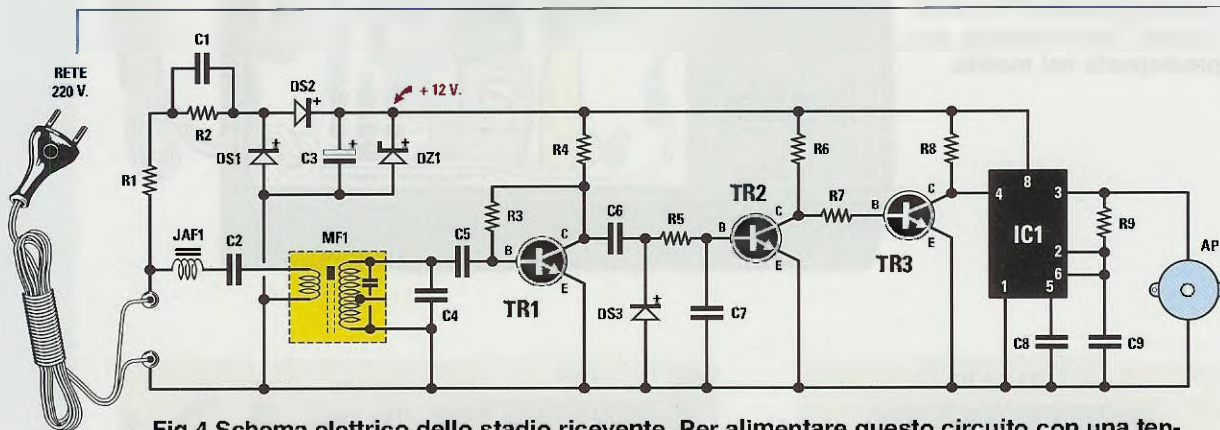 C1
RETE
220 V.
DS2
+
+ 12 V.
R2
DS1
+
C3
+
+
DZ1
R4
R6
R8
R1
R3
TR2
C
R7
B
C
4
8
3
R9
JAF1
C2
MF1
C5
B
C
C6
R5
B
E
TR3
E
IC1
2
6
AP
C4
TR1
E
DS3
+
C7
1
5
C8
C9
Fig.4 Schema elettrico dello stadio ricevente. Per alimentare questo circuito con una ten-